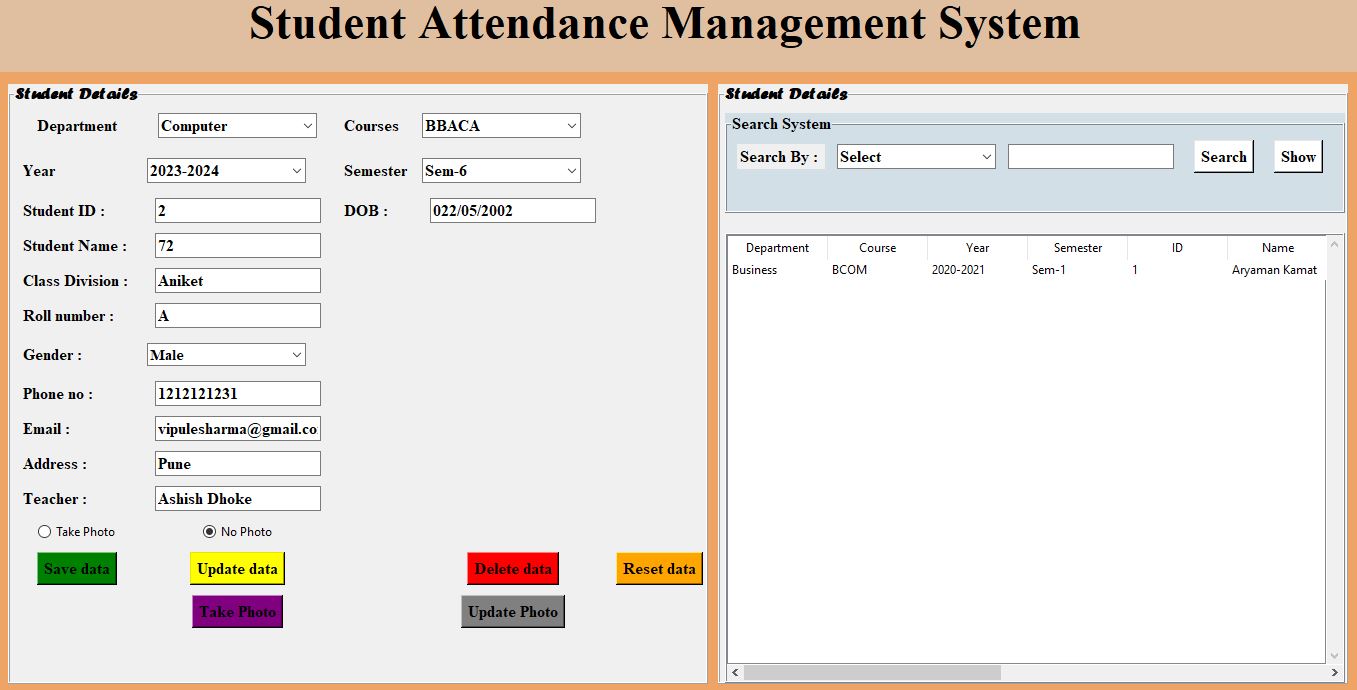 Student Attendance Management System
Student Details
Department Computer Courses BBACA
Year 2023-2024 Semester Sem-6
Student ID : 2 DOB : 022/05/2002
Student Name : 72
Class Division : Aniket
Roll number : A
Gender : Male
Phone no : 1212121231
Email : vipulesharma@gmail.co
Address : Pune
Teacher : Ashish Dhoke
Take Photo No Photo
Save data Update data Delete data Reset data
Take Photo Update Photo
Student Details
Search System
Search By : Select Search Show
Department Course Year Semester ID Name
Business BCOM 2020-2021 Sem-1 1 Aryaman Kamat